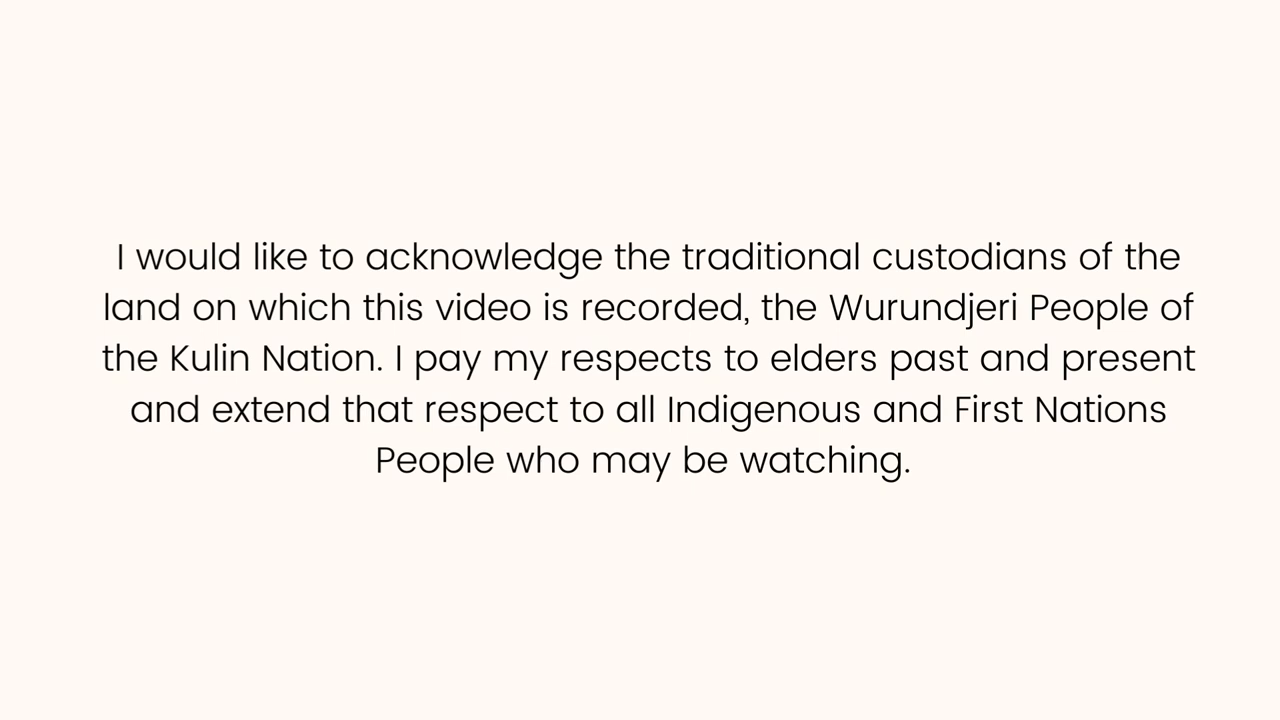 I would like to acknowledge the traditional custodians of the
land on which this video is recorded, the Wurundjeri People of
the Kulin Nation. I pay my respects to elders past and present
and extend that respect to all Indigenous and First Nations
People who may be watching.